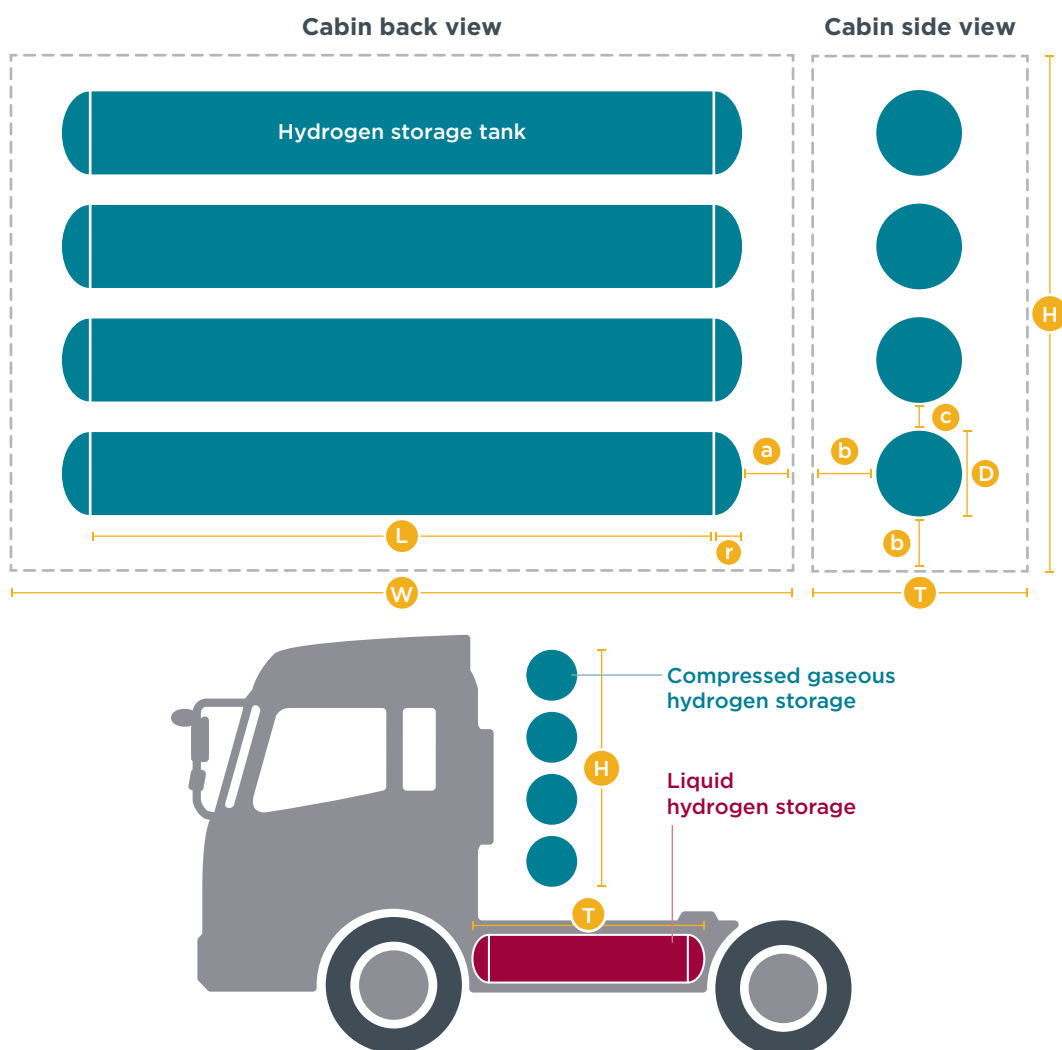 Cabin back view
Cabin side view
Hydrogen storage tank
H
c
a
b
D
L
r
b
W
T
Compressed gaseous
hydrogen storage
H
Liquid
hydrogen storage
T